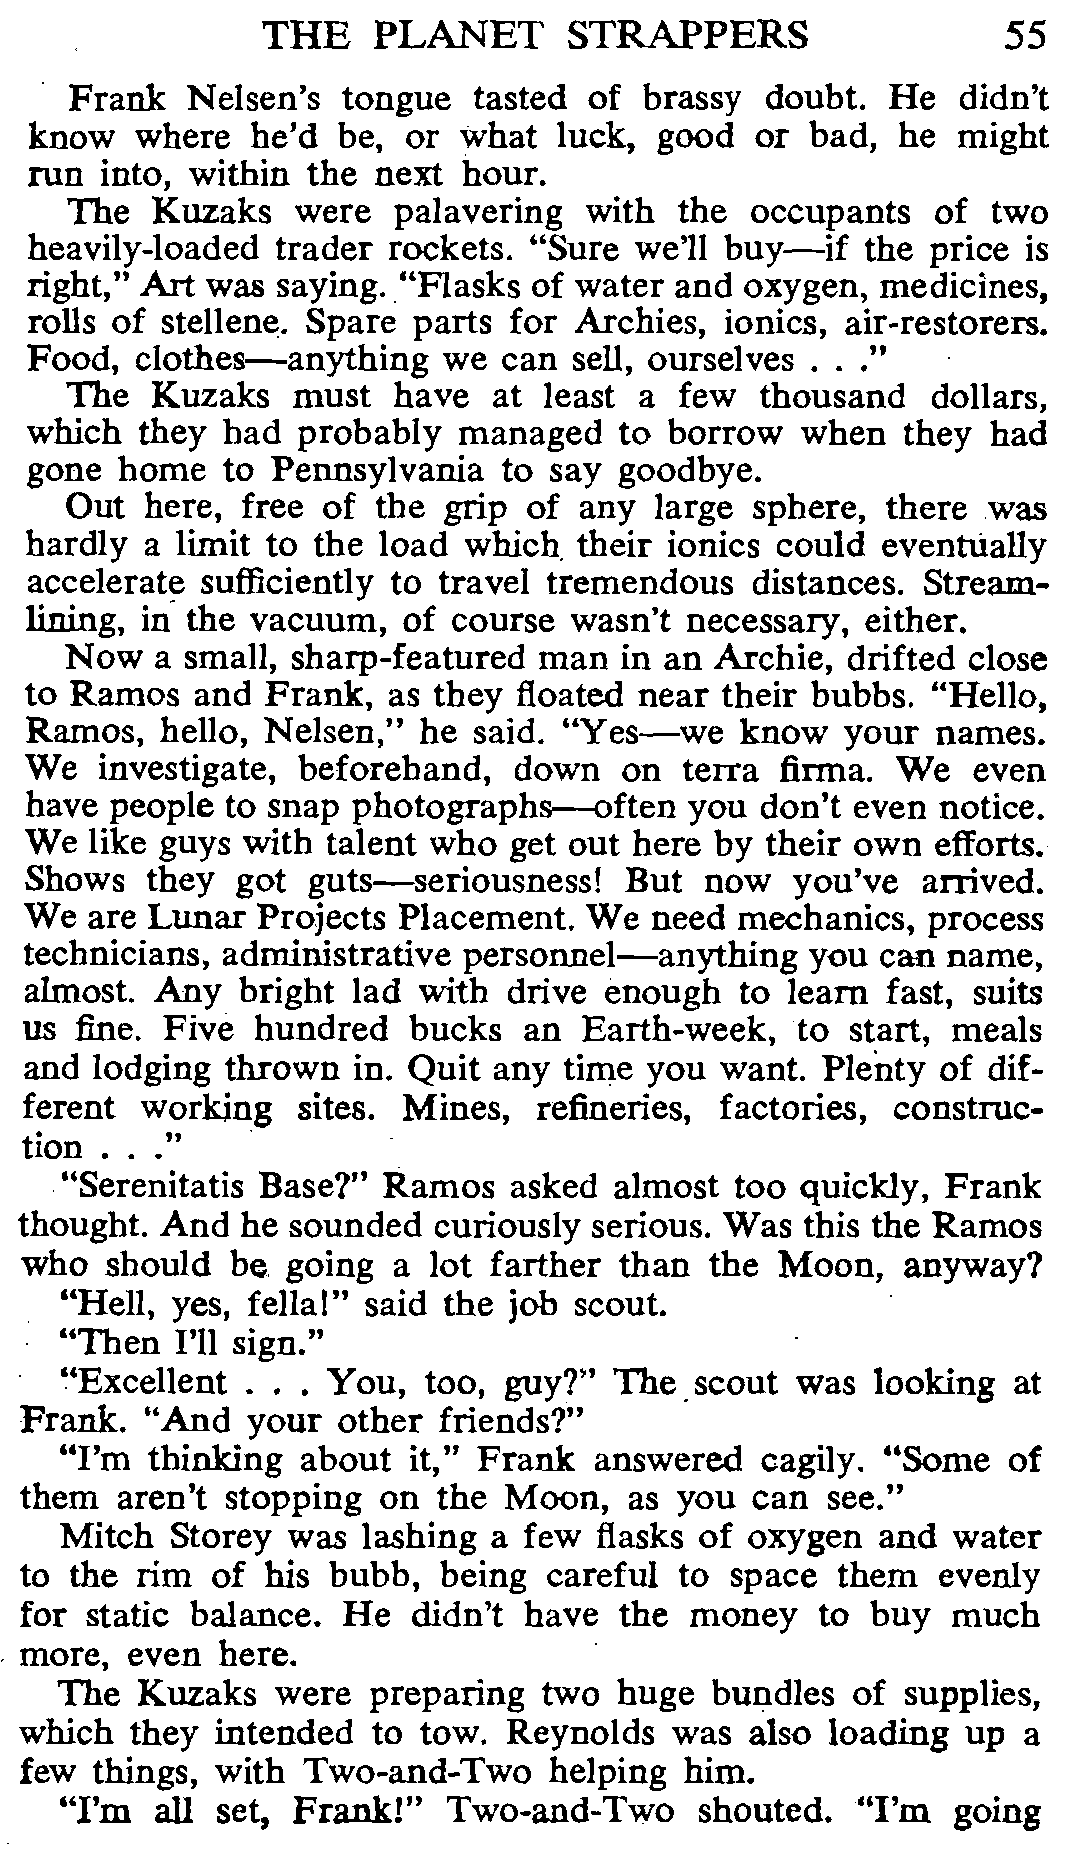 THE PLANET STRAPPERS 55
Frank Nelsen's tongue tasted of brassy doubt. He didn't
know where he'd be, or what luck, good or bad, he might
run into, within the next hour.
The Kuzaks were palavering with the occupants of two
heavily-loaded trader rockets. “Sure we'll buy—if the price is
right,” Art was saying. “Flasks of water and oxygen, medicines,
rolls of stellene. Spare parts for Archies, ionics, air-restorers.
Food, clothes—anything we can sell, ourselves . . .”
The Kuzaks must have at least a few thousand dollars,
which they had probably managed to borrow when they had
gone home to Pennsylvania to say goodbye.
Out here, free of the grip of any large sphere, there was
hardly a limit to the load which their ionics could eventually
accelerate sufficiently to travel tremendous distances. Stream-
lining, in the vacuum, of course wasn't necessary, either.
Now a small, sharp-featured man in an Archie, drifted close
to Ramos and Frank, as they floated near their bubbs. “Hello,
Ramos, hello, Nelsen,” he said. “Yes—we know your names.
We investigate, beforehand, down on terra firma. We even
have people to snap photographs—often you don't even notice.
We like guys with talent who get out here by their own efforts.
Shows they got guts—seriousness! But now you've arrived.
We are Lunar Projects Placement. We need mechanics, process
technicians, administrative personnel—anything you can name,
almost. Any bright lad with drive enough to learn fast, suits
us fine. Five hundred bucks an Earth-week, to start, meals
and lodging thrown in. Quit any time you want. Plenty of dif-
ferent working sites. Mines, refineries, factories, construc-
tion . . .”
“Serenitatis Base?” Ramos asked almost too quickly, Frank
thought. And he sounded curiously serious. Was this the Ramos
who should be going a lot farther than the Moon, anyway?
“Hell, yes, fella!” said the job scout.
“Then I'll sign.”
“Excellent . . . You, too, guy?” The scout was looking at
Frank. “And your other friends?”
“I'm thinking about it,” Frank answered cagily. “Some of
them aren't stopping on the Moon, as you can see.”
Mitch Storey was lashing a few flasks of oxygen and water
to the rim of his bubb, being careful to space them evenly
for static balance. He didn't have the money to buy much
more, even here.
The Kuzaks were preparing two huge bundles of supplies,
which they intended to tow. Reynolds was also loading up a
few things, with Two-and-Two helping him.
“I'm all set, Frank!” Two-and-Two shouted. “I'm going